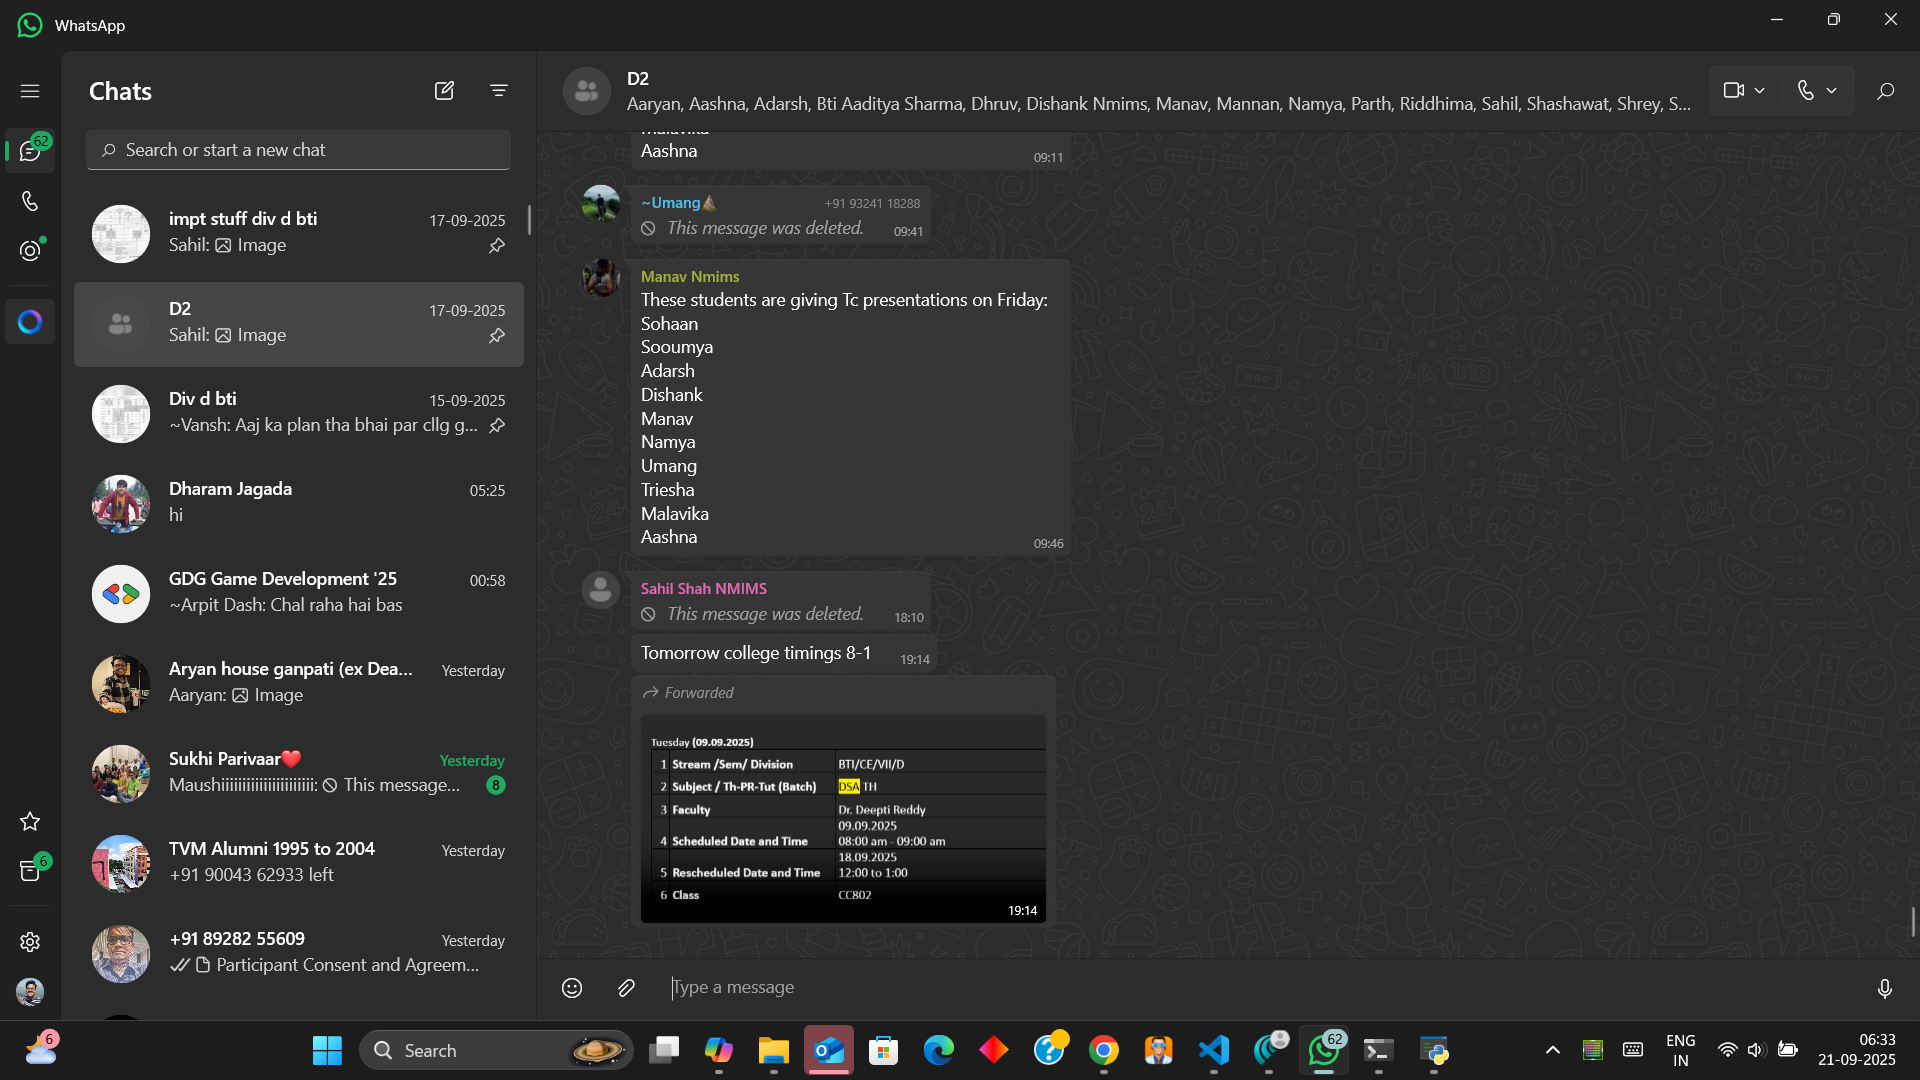 WhatsApp
Chats
62
Search or start a new chat
impt stuff div d bti
17-09-2025
Sahil: Image
D2
17-09-2025
Sahil: Image
Div d bti
15-09-2025
~Vansh: Aaj ka plan tha bhai par cllg g...
Dharam Jagada
05:25
hi
GDG Game Development '25
00:58
~Arpit Dash: Chal raha hai bas
Aryan house ganpati (ex Dea...
Yesterday
Aaryan: Image
Sukhi Parivaar❤️
Yesterday
Maushiiiiiiiiiiiiiiiiiiiiii: This message...
8
TVM Alumni 1995 to 2004
Yesterday
+91 90043 62933 left
6
+91 89282 55609
Yesterday
Participant Consent and Agreem...
D2
Aaryan, Aashna, Adarsh, Bti Aaditya Sharma, Dhruv, Dishank Nmims, Manav, Mannan, Namya, Parth, Riddhima, Sahil, Shashawat, Shrey, S...
Malavika
Aashna
09:11
~Umang
+91 93241 18288
This message was deleted.
09:41
Manav Nmims
These students are giving Tc presentations on Friday:
Sohaan
Sooumya
Adarsh
Dishank
Manav
Namya
Umang
Triesha
Malavika
Aashna
09:46
Sahil Shah NMIMS
This message was deleted.
18:10
Tomorrow college timings 8-1
19:14
Forwarded
Tuesday (09.09.2025)
1 Stream /Sem/ Division BTI/CE/VII/D
2 Subject / Th-PR-Tut (Batch) DSA TH
3 Faculty Dr. Deepti Reddy
4 Scheduled Date and Time 09.09.2025
08:00 am - 09:00 am
5 Rescheduled Date and Time 18.09.2025
12:00 to 1:00
6 Class CC802
19:14
Type a message
6
Search
62
ENG
IN
06:33
21-09-2025